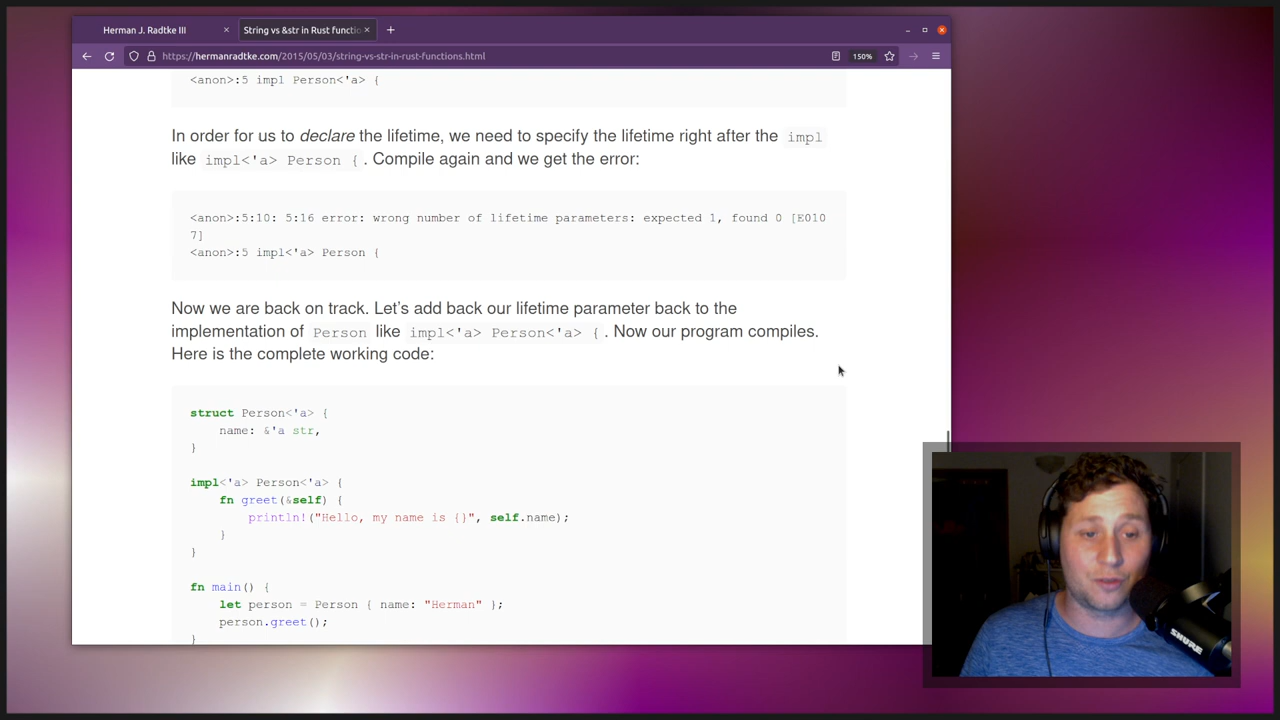 Herman J. Radtke III
String vs &str in Rust functio
https://hermanradtke.com/2015/05/03/string-vs-str-in-rust-functions.html
150%
<anon>:5 impl Person<'a> {
In order for us to declare the lifetime, we need to specify the lifetime right after the impl
like impl<'a> Person { . Compile again and we get the error:
<anon>:5:10: 5:16 error: wrong number of lifetime parameters: expected 1, found 0 [E010
7]
<anon>:5 impl<'a> Person {
Now we are back on track. Let’s add back our lifetime parameter back to the
implementation of Person like impl<'a> Person<'a> { . Now our program compiles.
Here is the complete working code:
struct Person<'a> {
name: &'a str,
}
impl<'a> Person<'a> {
fn greet(&self) {
println!("Hello, my name is {}", self.name);
}
}
fn main() {
let person = Person { name: "Herman" };
person.greet();
}
SHURE